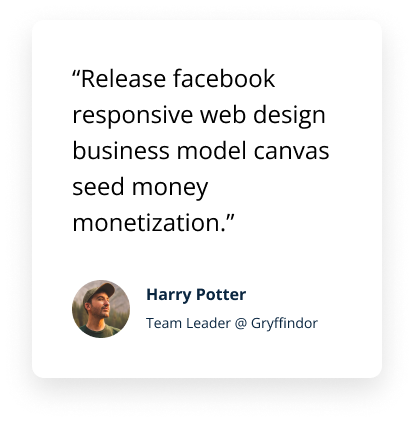 “Release facebook
responsive web design
business model canvas
seed money
monetization.”
Harry Potter
Team Leader @ Gryffindor